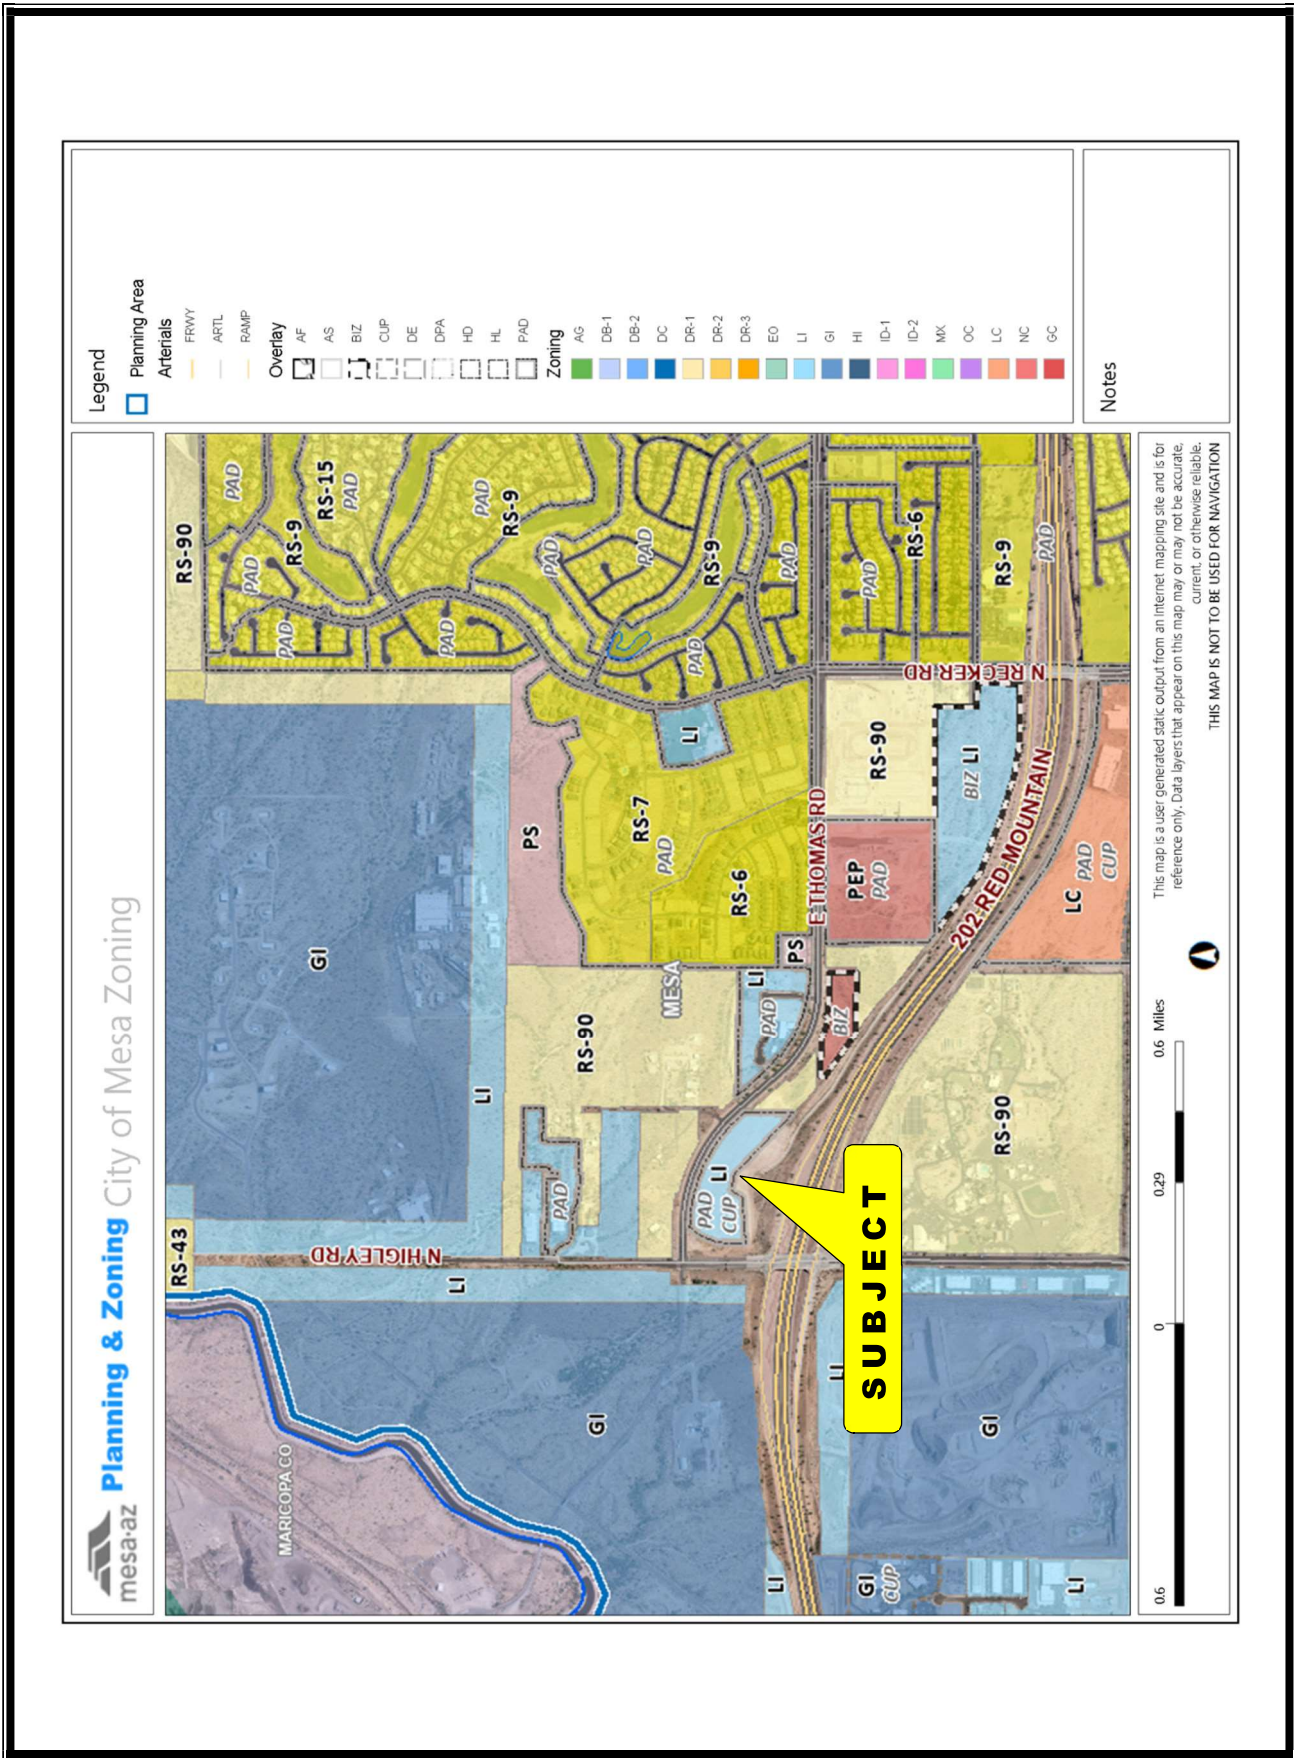 mesa·az
Planning & Zoning City of Mesa Zoning
RS-43
RS-90
PAD
RS-9
RS-15
PAD
PAD
PAD
PAD
RS-9
PAD
PAD
PAD
RS-9
PAD
PAD
MARICOPA CO
N HIGLEY RD
LI
GI
LI
GI
PS
RS-7
PAD
RS-6
LI
RS-90
MESA
PAD
LI
PAD
PS
PAD
CUP
LI
E THOMAS RD
N RECKER RD
BIZ
PEP
PAD
RS-90
BIZ
LI
PAD
RS-6
RS-9
PAD
202-RED MOUNTAIN
LC
PAD
CUP
RS-90
LI
GI
LI
GI
CUP
LI
SUBJECT
Legend
Planning Area
Arterials
FRWY
ARTL
RAMP
Overlay
AF
AS
BIZ
CUP
DE
DPA
HD
HL
PAD
Zoning
AG
DB-1
DB-2
DC
DR-1
DR-2
DR-3
EO
LI
GI
HI
ID-1
ID-2
MX
OC
LC
NC
GC
Notes
0.6
0
0.29
0.6 Miles
This map is a user generated static output from an Internet mapping site and is for
reference only. Data layers that appear on this map may or may not be accurate,
current, or otherwise reliable.
THIS MAP IS NOT TO BE USED FOR NAVIGATION